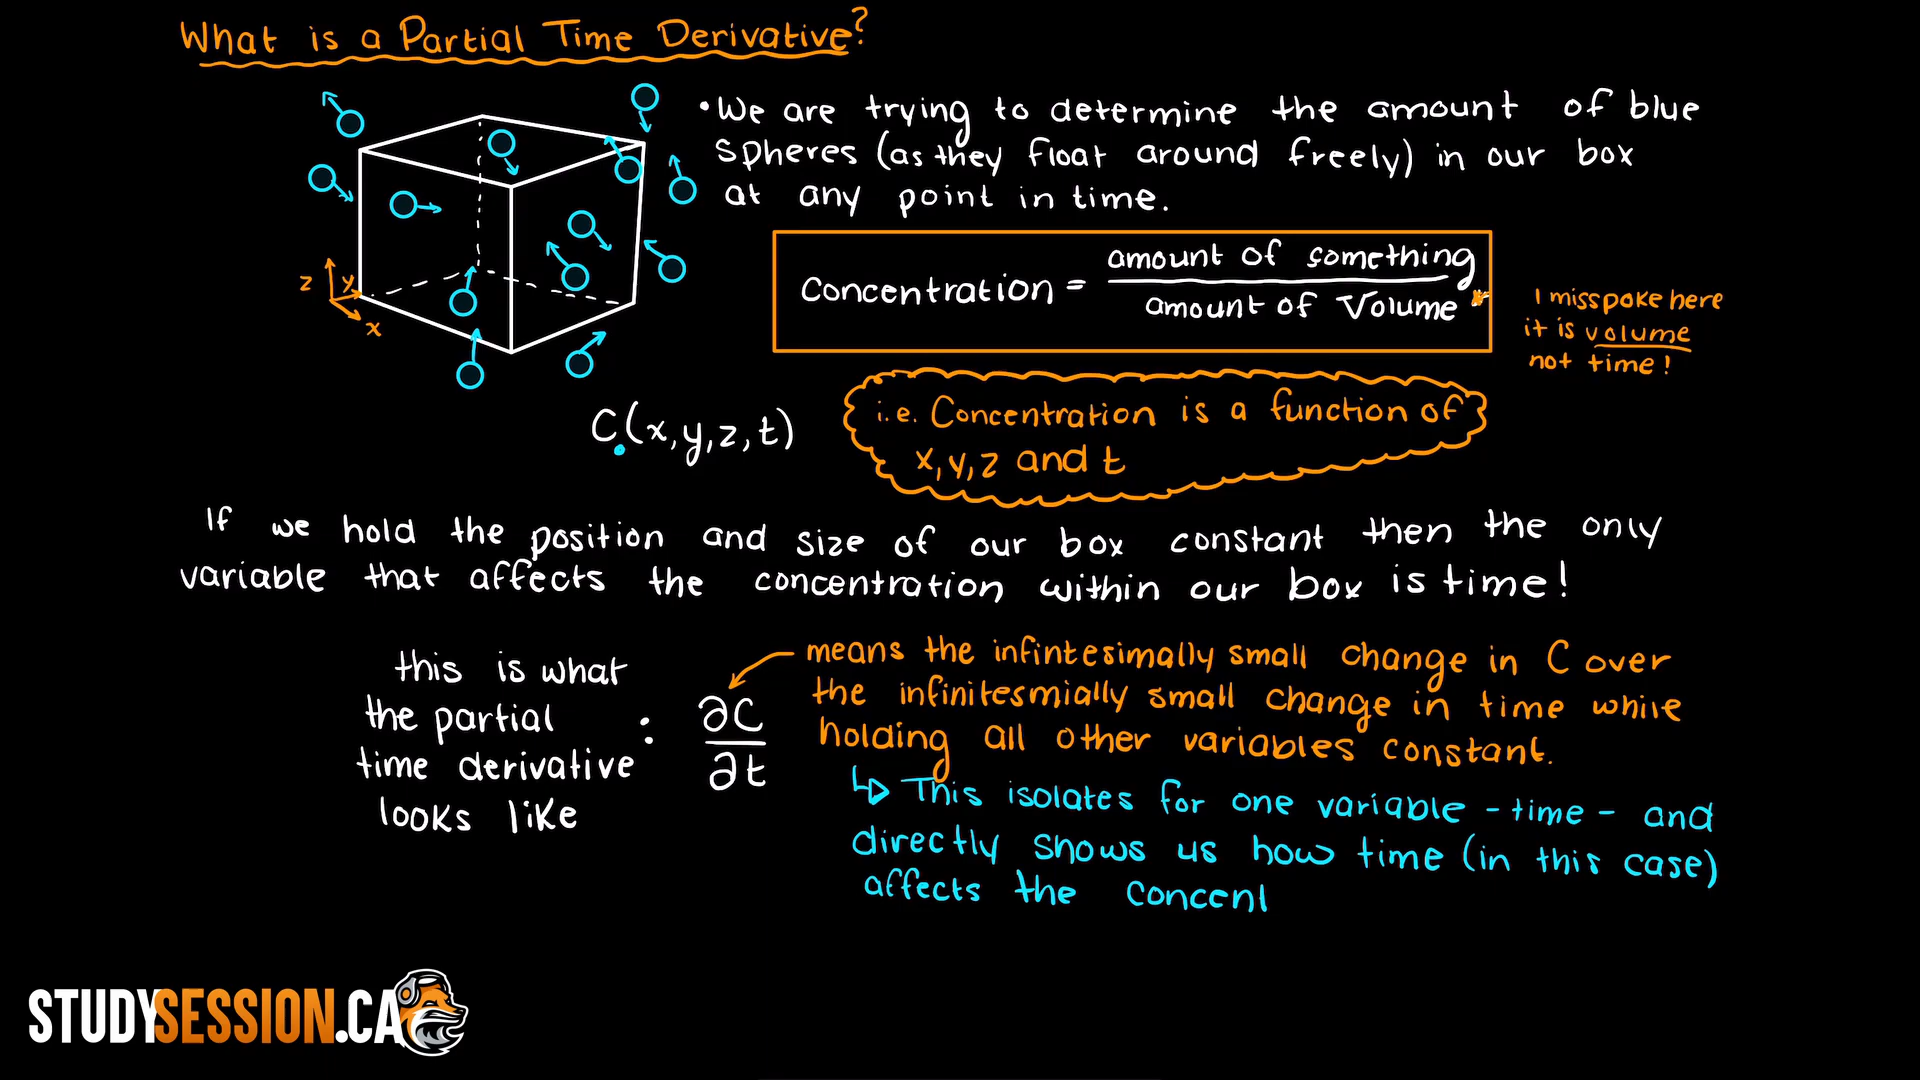 What is a Partial Time Derivative?
• We are trying to determine the amount of blue
spheres (as they float around freely) in our box
at any point in time.
Concentration = amount of something
amount of Volume *
I misspoke here
it is volume
not time!
z
y
x
C.(x,y,z,t)
i.e. Concentration is a function of
x,y,z and t
If we hold the position and size of our box constant then the only
variable that affects the concentration within our box is time!
this is what
the partial
time derivative
looks like
:
∂C
∂t
means the infintesimally small change in C over
the infinitesmially small change in time while
holding all other variables constant.
↳ This isolates for one variable - time - and
directly shows us how time (in this case)
affects the concent
STUDYSESSION.CA